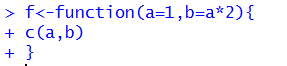 > f<-function(a=1,b=a*2){
+ c(a,b)
+ }